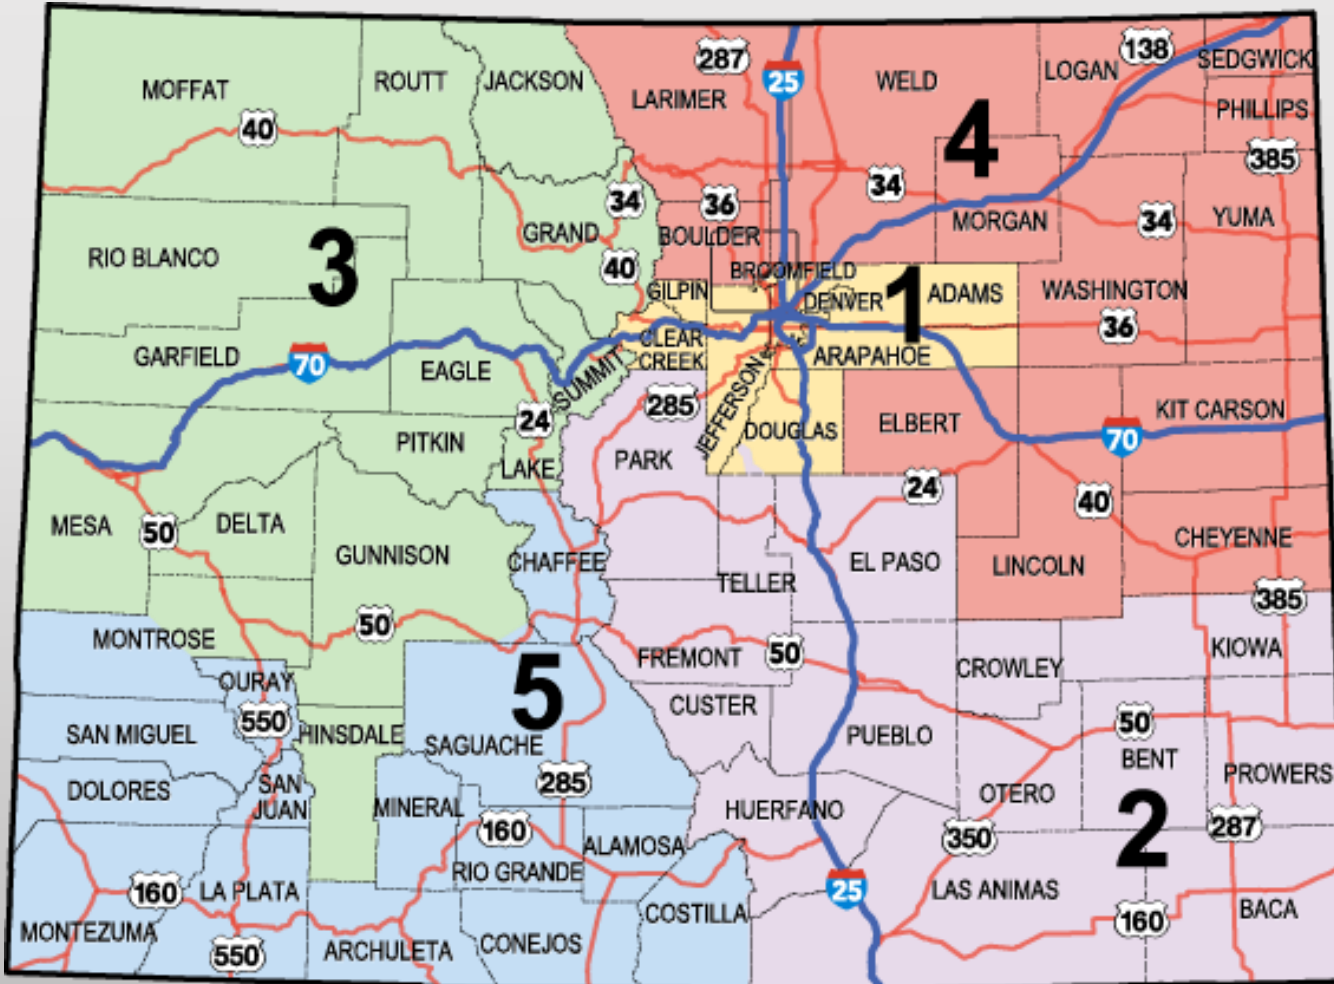 MOFFAT
ROUTT
JACKSON
LARIMER
287
25
WELD
LOGAN
138
SEDGWICK
PHILLIPS
385
40
4
34
36
34
MORGAN
34
YUMA
RIO BLANCO
3
GRAND
40
BOULDER
BROOMFIELD
GILPIN
DENVER
1
ADAMS
WASHINGTON
36
GARFIELD
70
EAGLE
SUMMIT
CLEAR
CREEK
ARAPAHOE
285
JEFFERSON
DOUGLAS
ELBERT
KIT CARSON
70
24
PITKIN
LAKE
PARK
24
40
MESA
50
DELTA
GUNNISON
CHAFFEE
TELLER
EL PASO
LINCOLN
CHEYENNE
385
MONTROSE
50
OURAY
550
5
FREMONT
50
CROWLEY
KIOWA
SAN MIGUEL
HINSDALE
SAGUACHE
CUSTER
PUEBLO
50
BENT
PROWERS
DOLORES
SAN
JUAN
MINERAL
285
HUERFANO
OTERO
2
287
160
RIO GRANDE
ALAMOSA
350
160
LA PLATA
25
LAS ANIMAS
160
BACA
MONTEZUMA
550
ARCHULETA
CONEJOS
COSTILLA